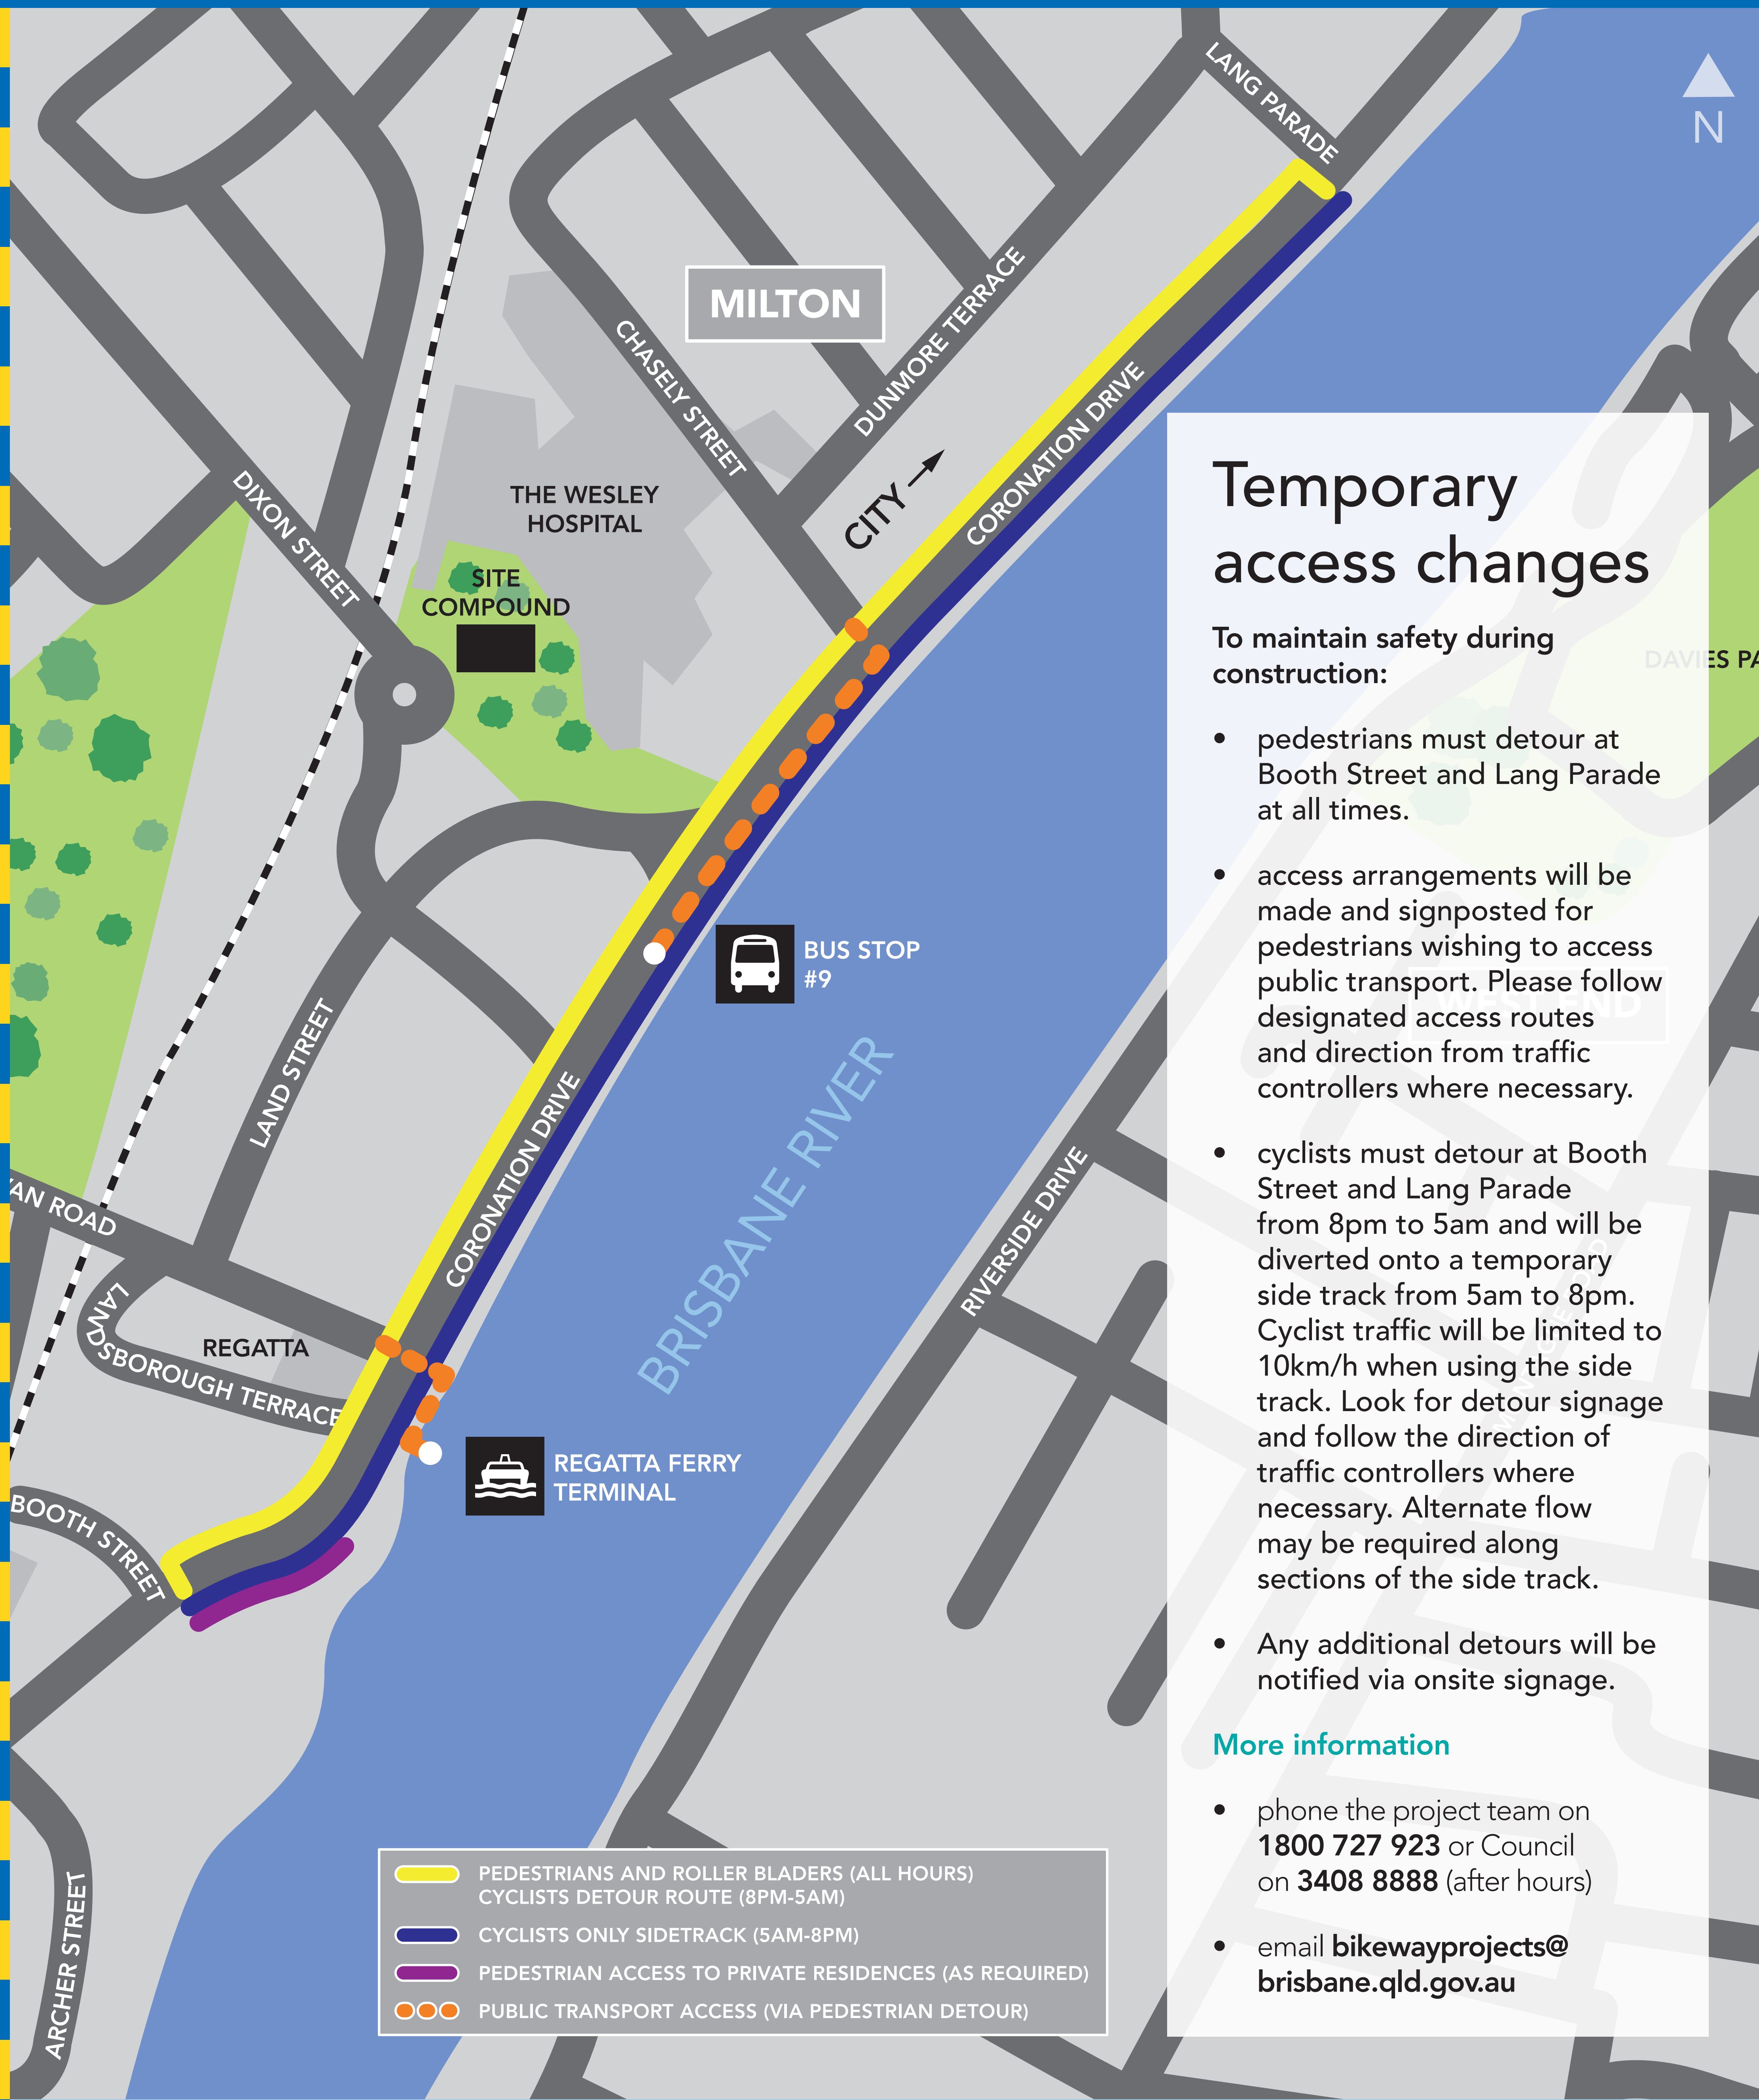 LANG PARADE
N
MILTON
CHASELY STREET
DUNMORE TERRACE
CORONATION DRIVE
CITY
THE WESLEY
HOSPITAL
DIXON STREET
SITE
COMPOUND
BUS STOP
#9
LAND STREET
CORONATION DRIVE
BRISBANE RIVER
RIVERSIDE DRIVE
YAN ROAD
LANDSBOROUGH TERRACE
REGATTA
REGATTA FERRY
TERMINAL
BOOTH STREET
ARCHER STREET
DAVIES PA
WEST END
Temporary
access changes
To maintain safety during
construction:
• pedestrians must detour at
Booth Street and Lang Parade
at all times.
• access arrangements will be
made and signposted for
pedestrians wishing to access
public transport. Please follow
designated access routes
and direction from traffic
controllers where necessary.
• cyclists must detour at Booth
Street and Lang Parade
from 8pm to 5am and will be
diverted onto a temporary
side track from 5am to 8pm.
Cyclist traffic will be limited to
10km/h when using the side
track. Look for detour signage
and follow the direction of
traffic controllers where
necessary. Alternate flow
may be required along
sections of the side track.
• Any additional detours will be
notified via onsite signage.
More information
• phone the project team on
1800 727 923 or Council
on 3408 8888 (after hours)
• email bikewayprojects@
brisbane.qld.gov.au
PEDESTRIANS AND ROLLER BLADERS (ALL HOURS)
CYCLISTS DETOUR ROUTE (8PM-5AM)
CYCLISTS ONLY SIDETRACK (5AM-8PM)
PEDESTRIAN ACCESS TO PRIVATE RESIDENCES (AS REQUIRED)
PUBLIC TRANSPORT ACCESS (VIA PEDESTRIAN DETOUR)